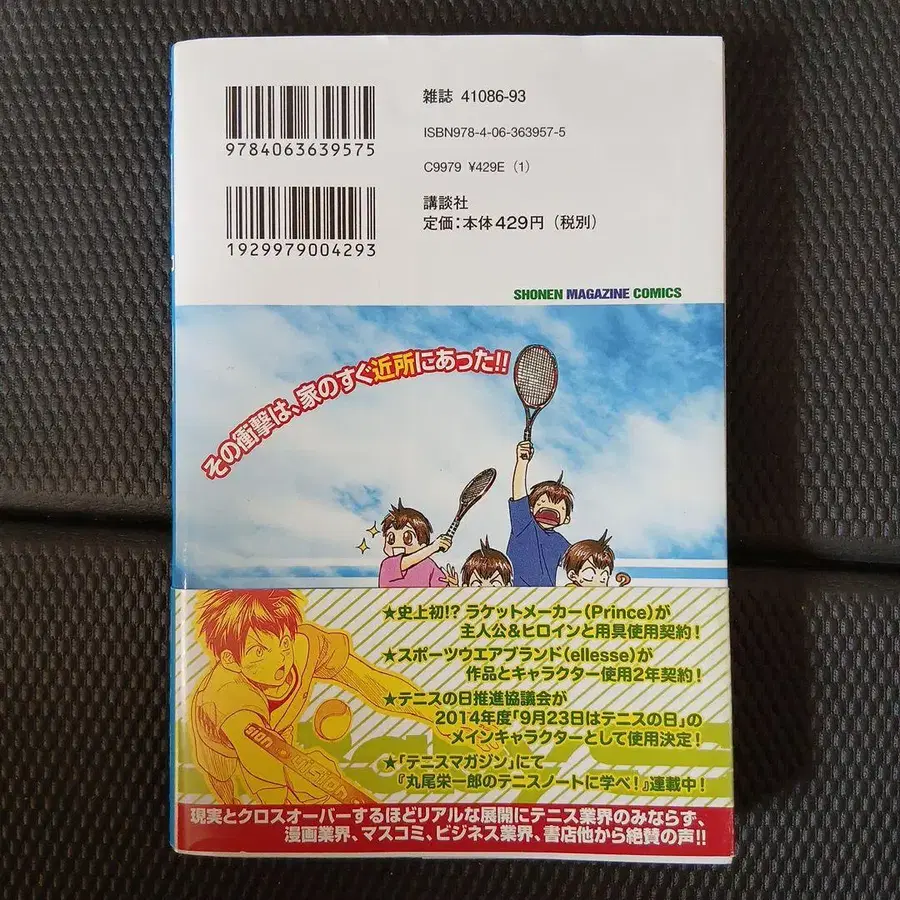 雑誌 41086-93
ISBN978-4-06-363957-5
9784063639575
C9979 ¥429E (1)
講談社
定価:本体429円(税別)
1929979004293
SHONEN MAGAZINE COMICS
その衝撃は、家のすぐ近所にあった!!
★史上初!? ラケットメーカー(Prince)が
主人公&ヒロインと用具使用契約!
★スポーツウエアブランド(ellesse)が
作品とキャラクター使用2年契約!
★テニスの日推進協議会が
2014年度「9月23日はテニスの日」の
メインキャラクターとして使用決定!
★「テニスマガジン」にて
『丸尾栄一郎のテニスノートに学べ!』連載中!
現実とクロスオーバーするほどリアルな展開にテニス業界のみならず、
漫画業界、マスコミ、ビジネス業界、書店他から絶賛の声!!